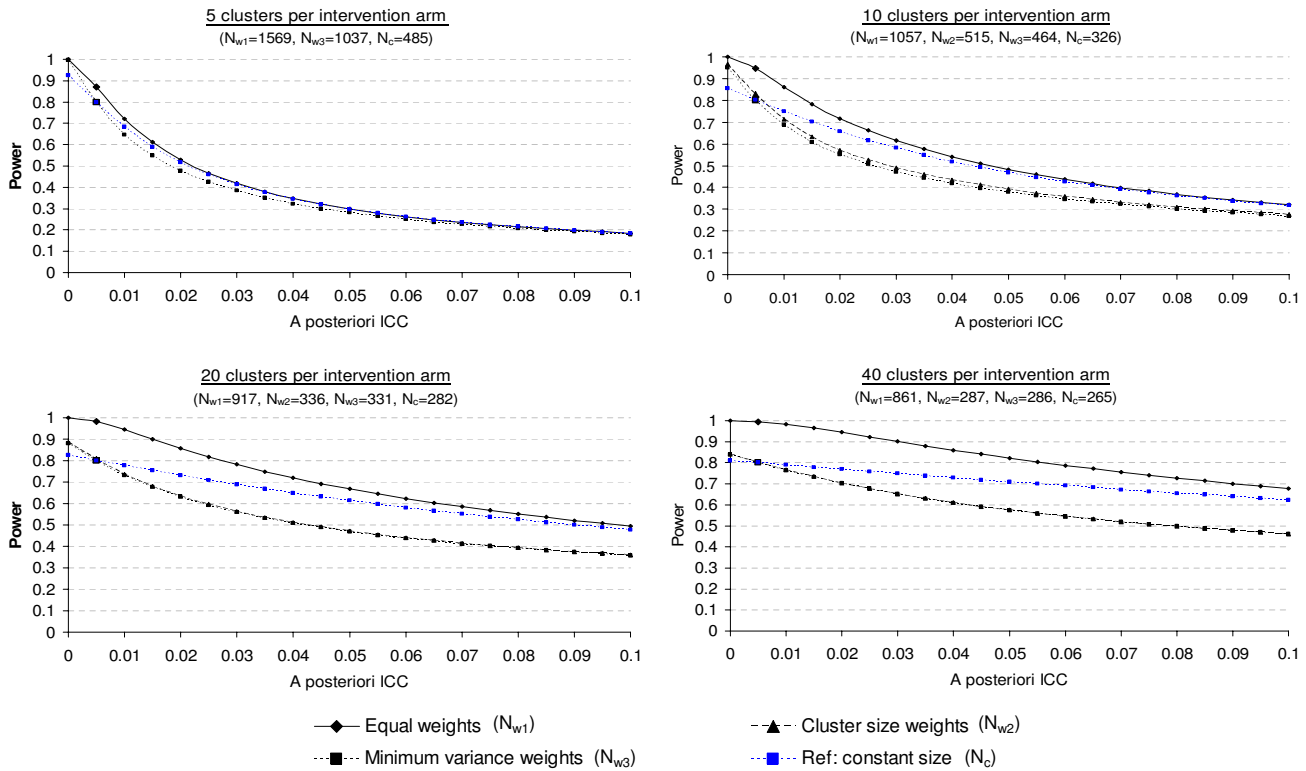 5 clusters per intervention arm
(Nw1=1569, Nw3=1037, Nc=485)
1
0.9
0.8
0.7
0.6
0.5
0.4
0.3
0.2
0.1
0
Power
0 0.01 0.02 0.03 0.04 0.05 0.06 0.07 0.08 0.09 0.1
A posteriori ICC
10 clusters per intervention arm
(Nw1=1057, Nw2=515, Nw3=464, Nc=326)
1
0.9
0.8
0.7
0.6
0.5
0.4
0.3
0.2
0.1
0
Power
0 0.01 0.02 0.03 0.04 0.05 0.06 0.07 0.08 0.09 0.1
A posteriori ICC
20 clusters per intervention arm
(Nw1=917, Nw2=336, Nw3=331, Nc=282)
1
0.9
0.8
0.7
0.6
0.5
0.4
0.3
0.2
0.1
0
Power
0 0.01 0.02 0.03 0.04 0.05 0.06 0.07 0.08 0.09 0.1
A posteriori ICC
40 clusters per intervention arm
(Nw1=861, Nw2=287, Nw3=286, Nc=265)
1
0.9
0.8
0.7
0.6
0.5
0.4
0.3
0.2
0.1
0
Power
0 0.01 0.02 0.03 0.04 0.05 0.06 0.07 0.08 0.09 0.1
A posteriori ICC
Equal weights (Nw1)
Cluster size weights (Nw2)
Minimum variance weights (Nw3)
Ref: constant size (Nc)